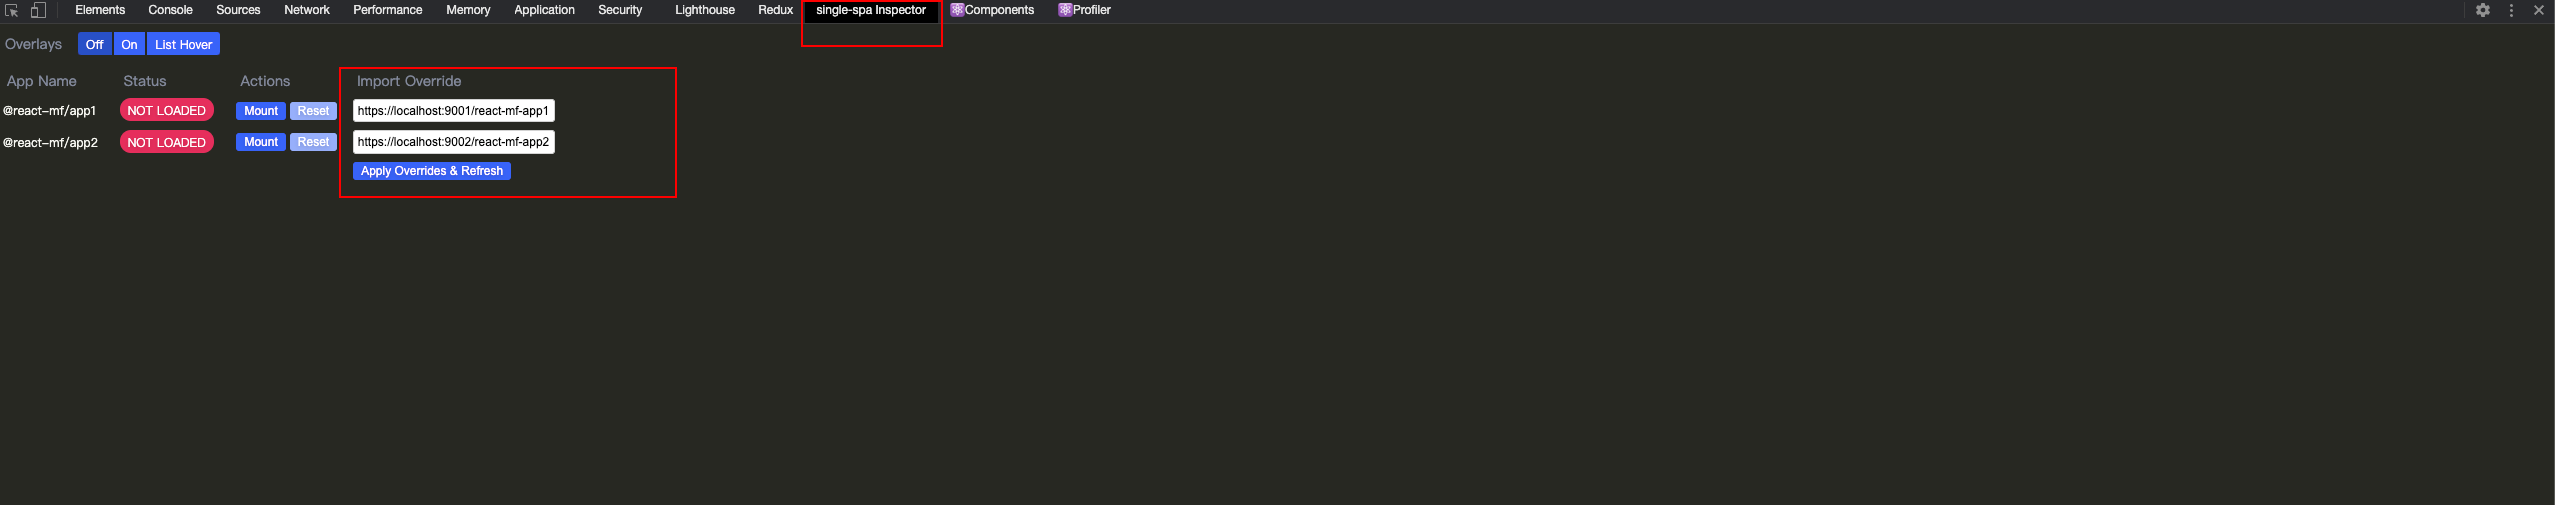 Elements Console Sources Network Performance Memory Application Security Lighthouse Redux single-spa Inspector Components Profiler
Overlays Off On List Hover
App Name Status Actions Import Override
@react-mf/app1 NOT LOADED Mount Reset https://localhost:9001/react-mf-app1
@react-mf/app2 NOT LOADED Mount Reset https://localhost:9002/react-mf-app2
Apply Overrides & Refresh